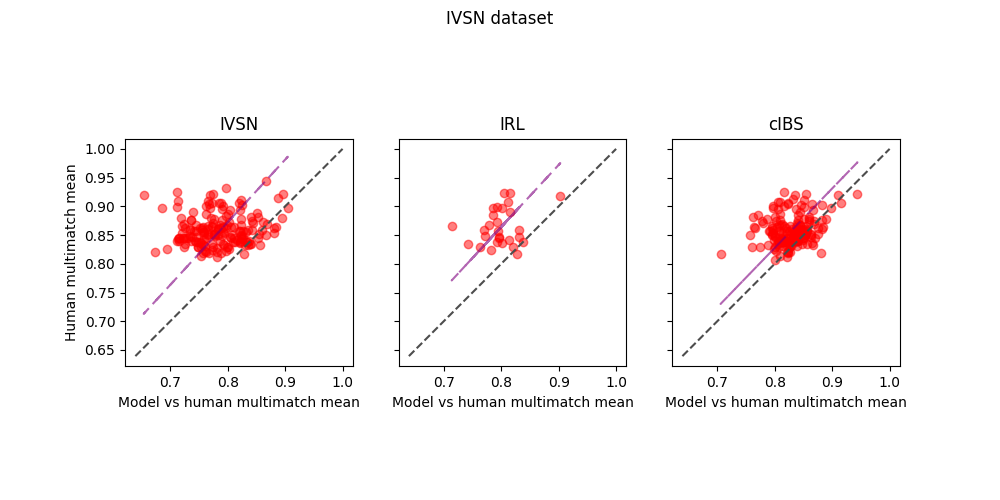 IVSN dataset
IVSN
IRL
cIBS
Human multimatch mean
1.00
0.95
0.90
0.85
0.80
0.75
0.70
0.65
0.7 0.8 0.9 1.0
0.7 0.8 0.9 1.0
0.7 0.8 0.9 1.0
Model vs human multimatch mean
Model vs human multimatch mean
Model vs human multimatch mean